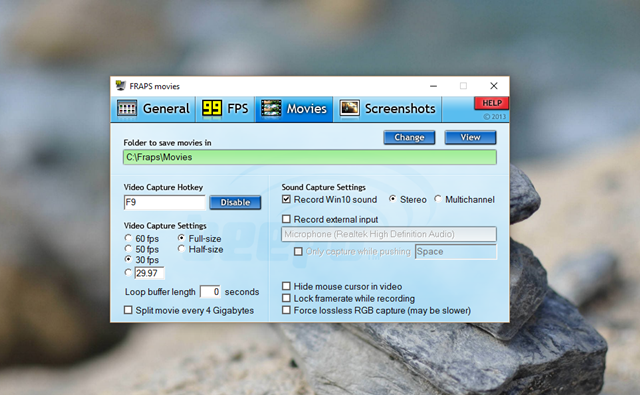 FRAPS movies
General
99 FPS
Movies
Screenshots
HELP
© 2013
Folder to save movies in
Change
View
C:\Fraps\Movies
Video Capture Hotkey
F9
Disable
Video Capture Settings
60 fps
Full-size
50 fps
Half-size
30 fps
29.97
Loop buffer length 0 seconds
Split movie every 4 Gigabytes
Sound Capture Settings
Record Win10 sound
Stereo
Multichannel
Record external input
Microphone (Realtek High Definition Audio)
Only capture while pushing Space
Hide mouse cursor in video
Lock framerate while recording
Force lossless RGB capture (may be slower)